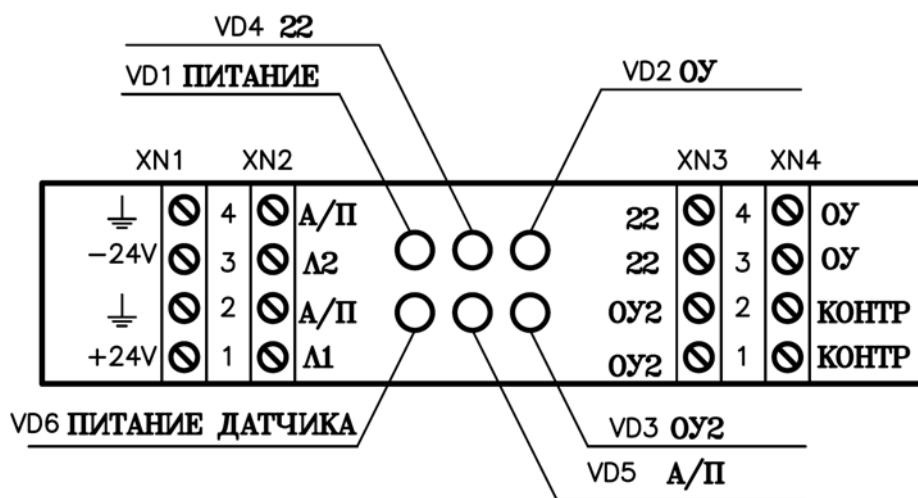 VD4 22
VD1 ПИТАНИЕ
VD2 ОУ
XN1 XN2 XN3 XN4
4 А/П 22 4 ОУ
−24V 3 Л2 22 3 ОУ
2 А/П ОУ2 2 КОНТР
+24V 1 Л1 ОУ2 1 КОНТР
VD6 ПИТАНИЕ ДАТЧИКА
VD3 ОУ2
VD5 А/П